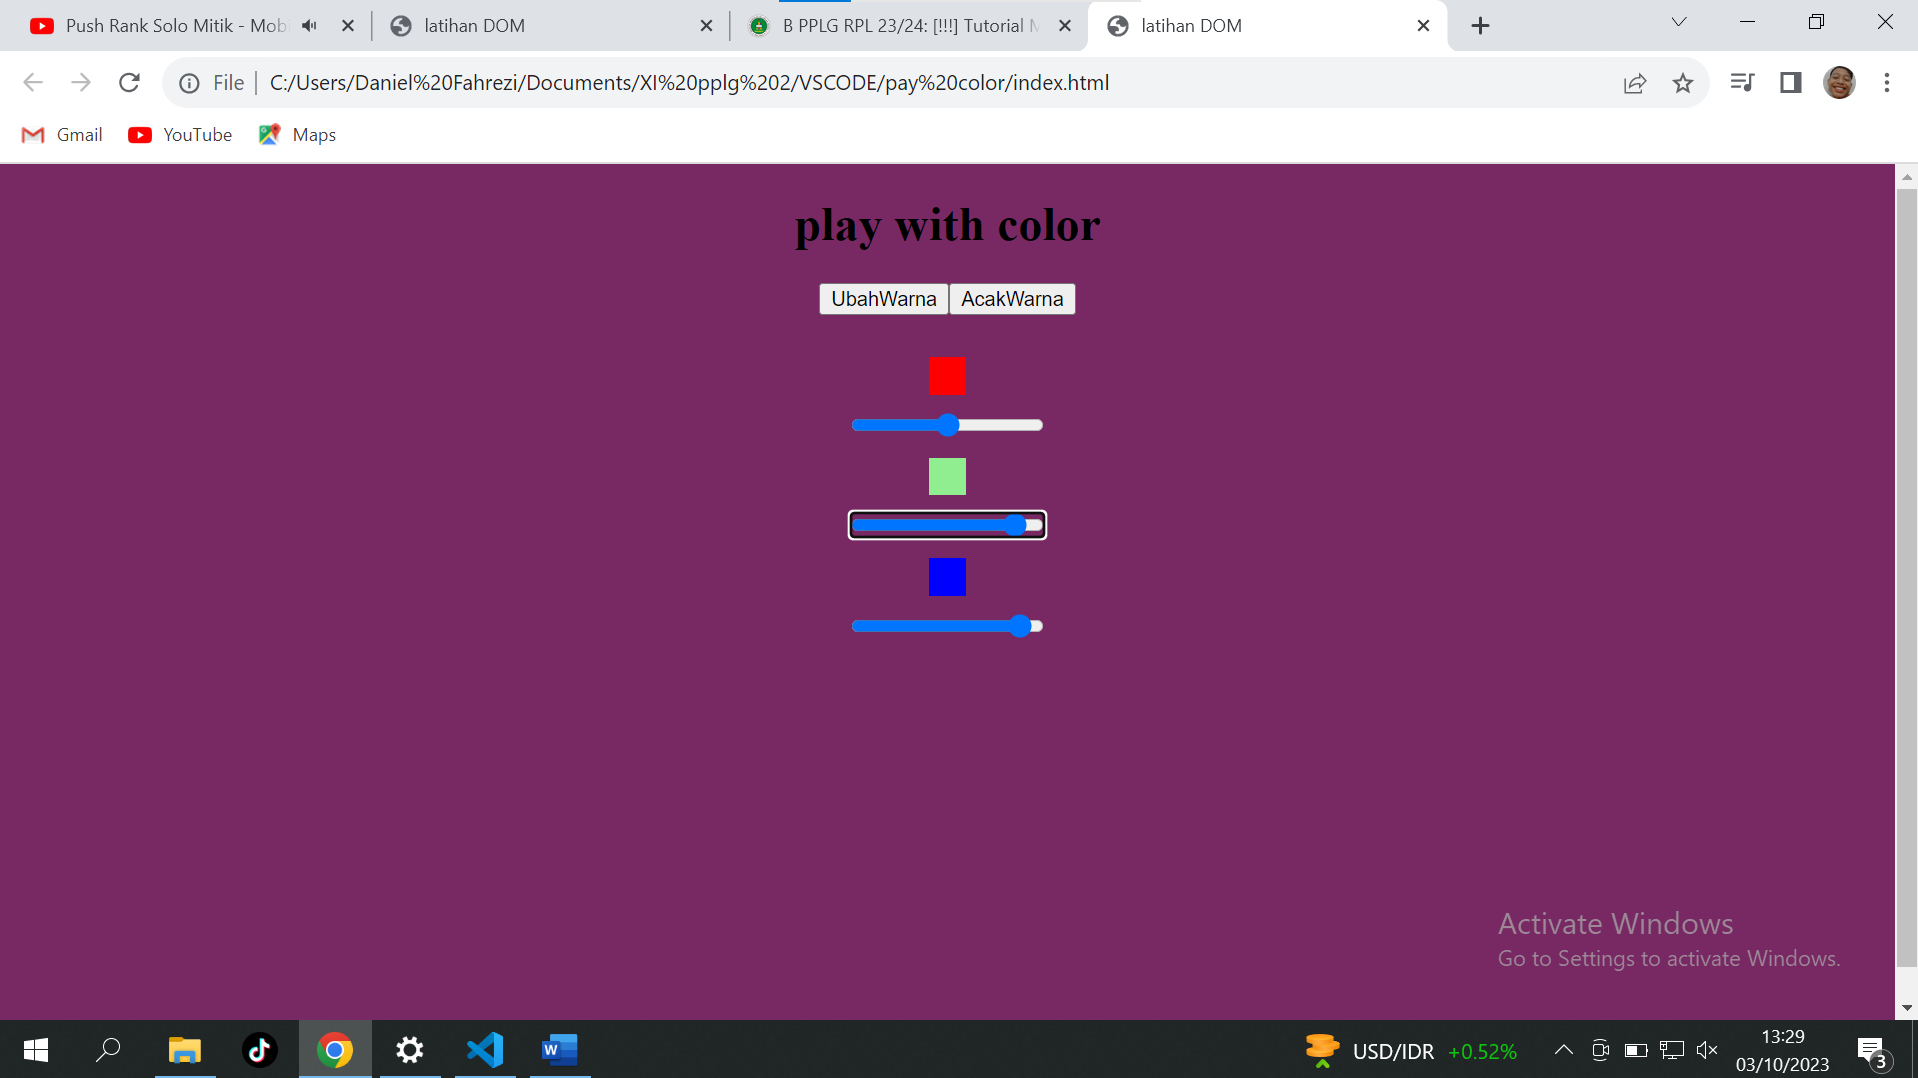 Push Rank Solo Mitik - Mobi
latihan DOM
B PPLG RPL 23/24: [!!!] Tutorial M
latihan DOM
File
C:/Users/Daniel%20Fahrezi/Documents/XI%20pplg%202/VSCODE/pay%20color/index.html
Gmail
YouTube
Maps
play with color
UbahWarna
AcakWarna
Activate Windows
Go to Settings to activate Windows.
W
USD/IDR +0.52%
13:29
03/10/2023
3